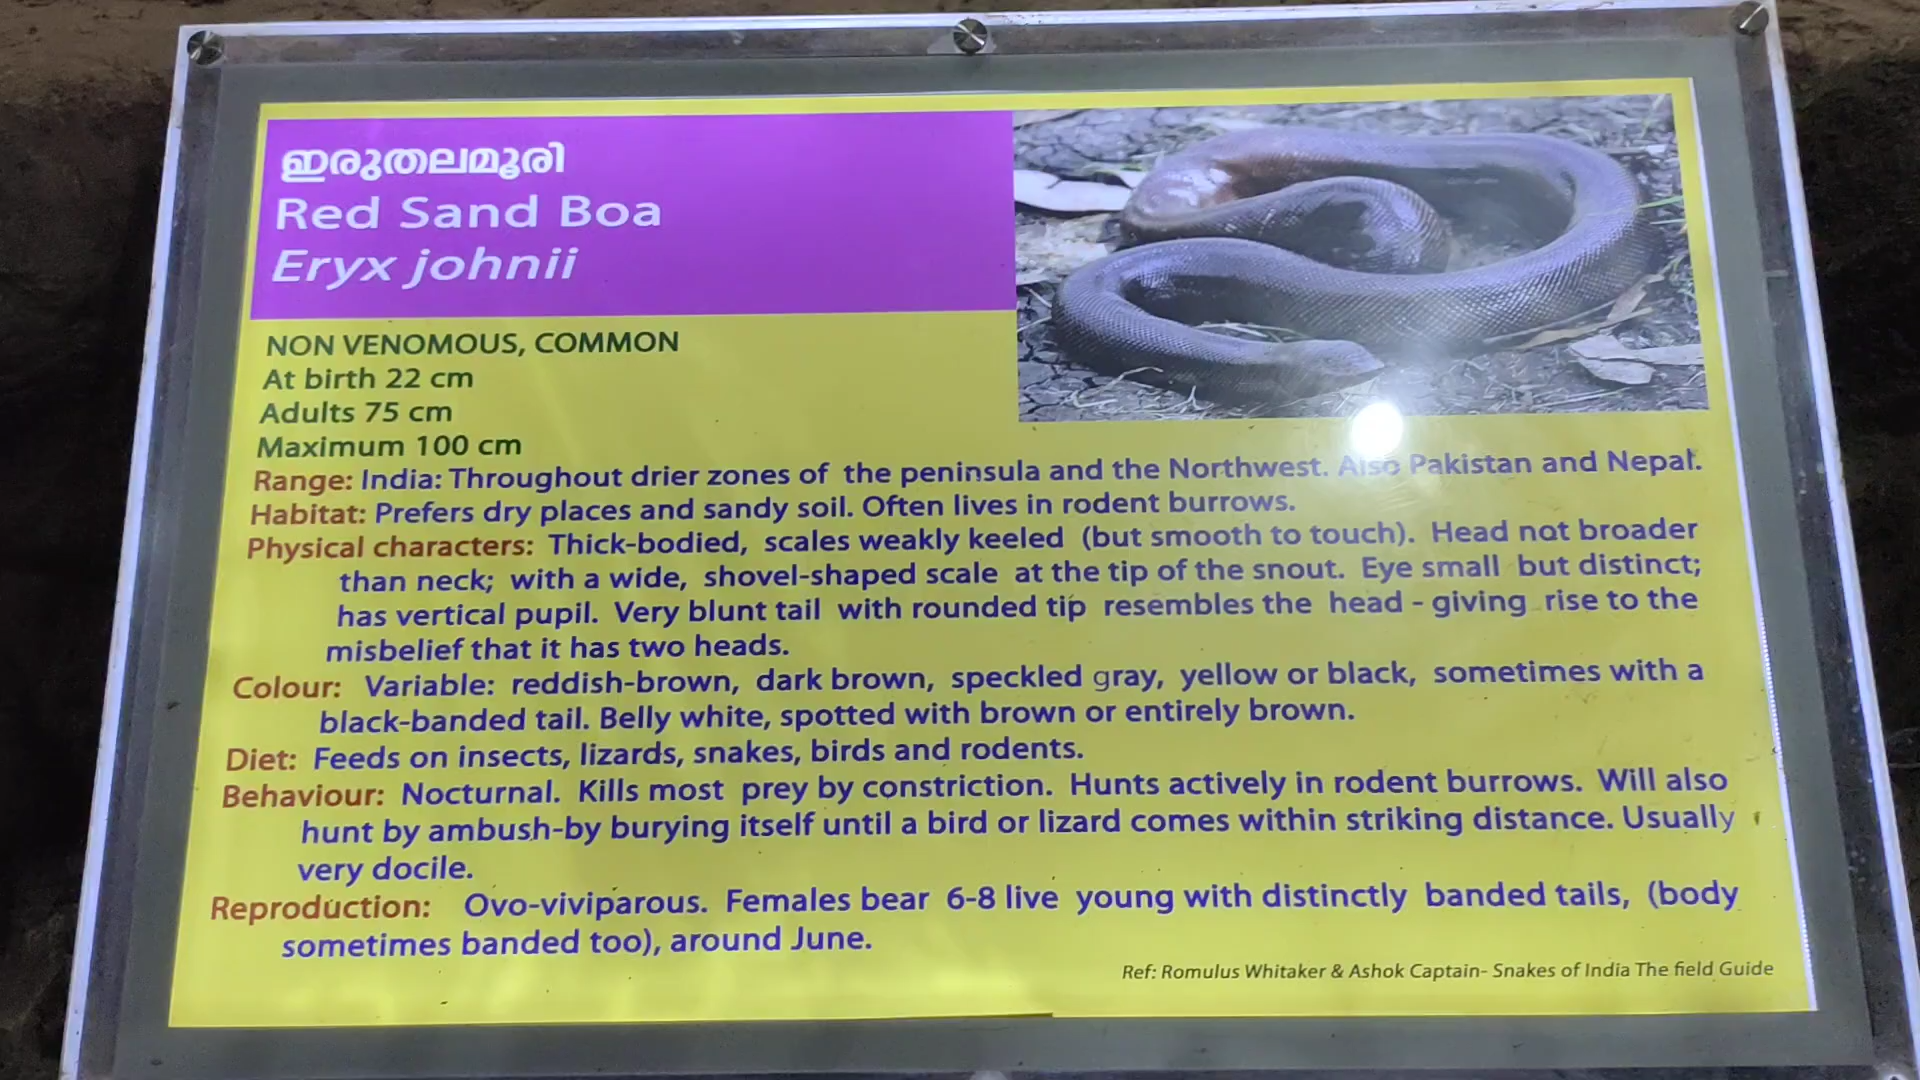 ഇരുതലമൂരി
Red Sand Boa
Eryx johnii
NON VENOMOUS, COMMON
At birth 22 cm
Adults 75 cm
Maximum 100 cm
Range: India: Throughout drier zones of the peninsula and the Northwest. Also Pakistan and Nepal.
Habitat: Prefers dry places and sandy soil. Often lives in rodent burrows.
Physical characters: Thick-bodied, scales weakly keeled (but smooth to touch). Head not broader
than neck; with a wide, shovel-shaped scale at the tip of the snout. Eye small but distinct;
has vertical pupil. Very blunt tail with rounded tip resembles the head - giving rise to the
misbelief that it has two heads.
Colour: Variable: reddish-brown, dark brown, speckled gray, yellow or black, sometimes with a
black-banded tail. Belly white, spotted with brown or entirely brown.
Diet: Feeds on insects, lizards, snakes, birds and rodents.
Behaviour: Nocturnal. Kills most prey by constriction. Hunts actively in rodent burrows. Will also
hunt by ambush-by burying itself until a bird or lizard comes within striking distance. Usually
very docile.
Reproduction: Ovo-viviparous. Females bear 6-8 live young with distinctly banded tails, (body
sometimes banded too), around June.
Ref: Romulus Whitaker & Ashok Captain- Snakes of India The field Guide